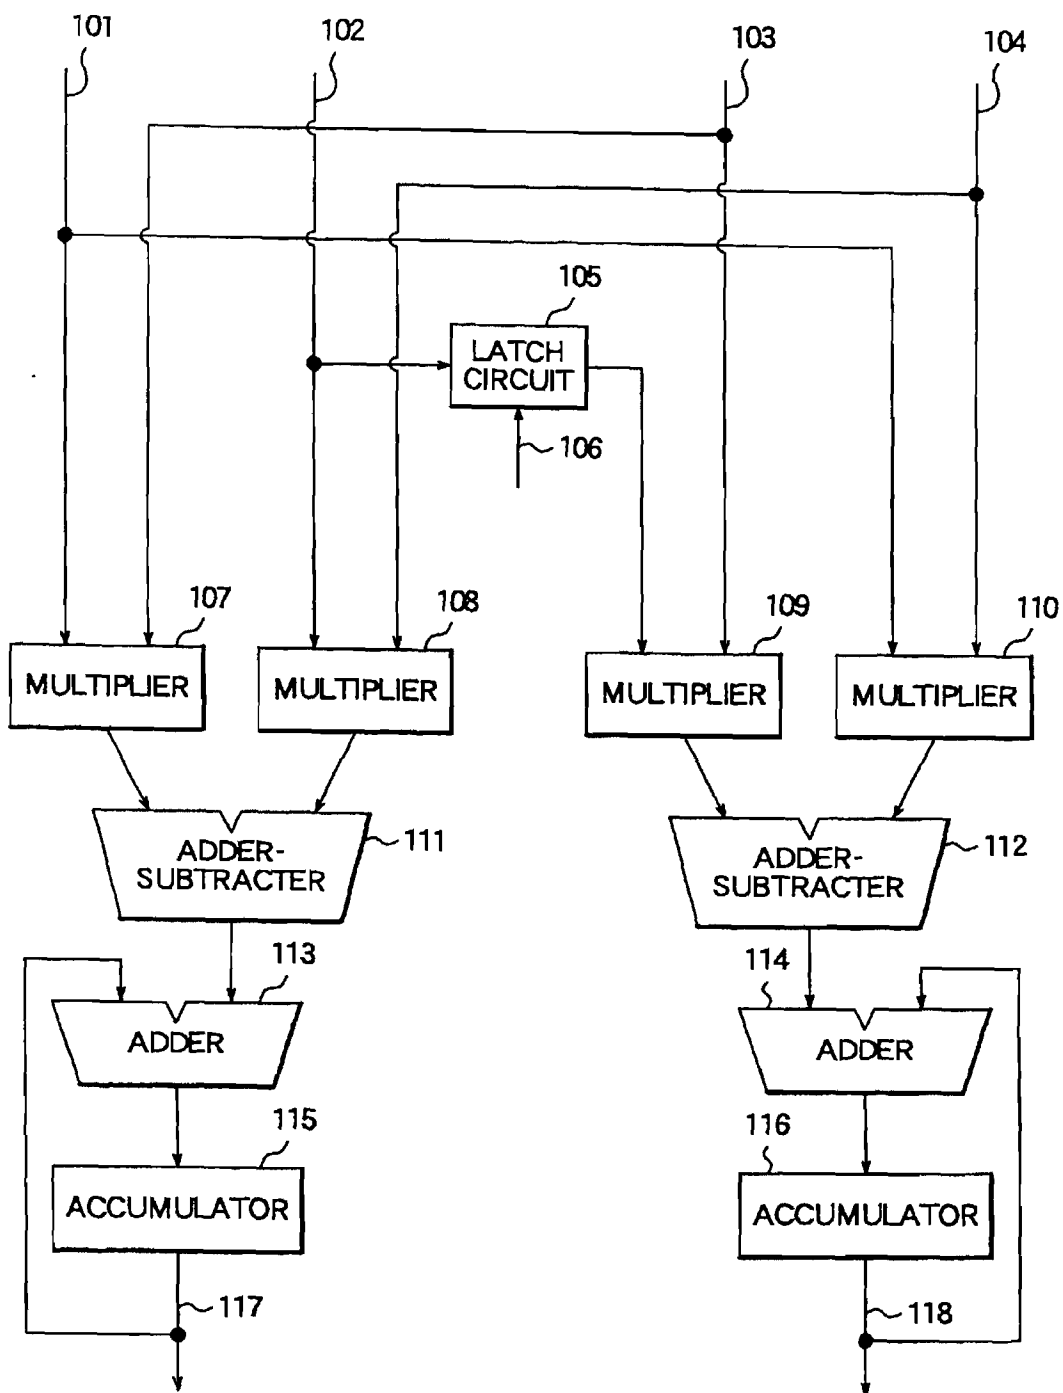 101
102
103
104
105
LATCH
CIRCUIT
106
107
108
109
110
MULTIPLIER
MULTIPLIER
MULTIPLIER
MULTIPLIER
ADDER-
SUBTRACTER
111
ADDER-
SUBTRACTER
112
113
114
ADDER
ADDER
115
116
ACCUMULATOR
ACCUMULATOR
117
118